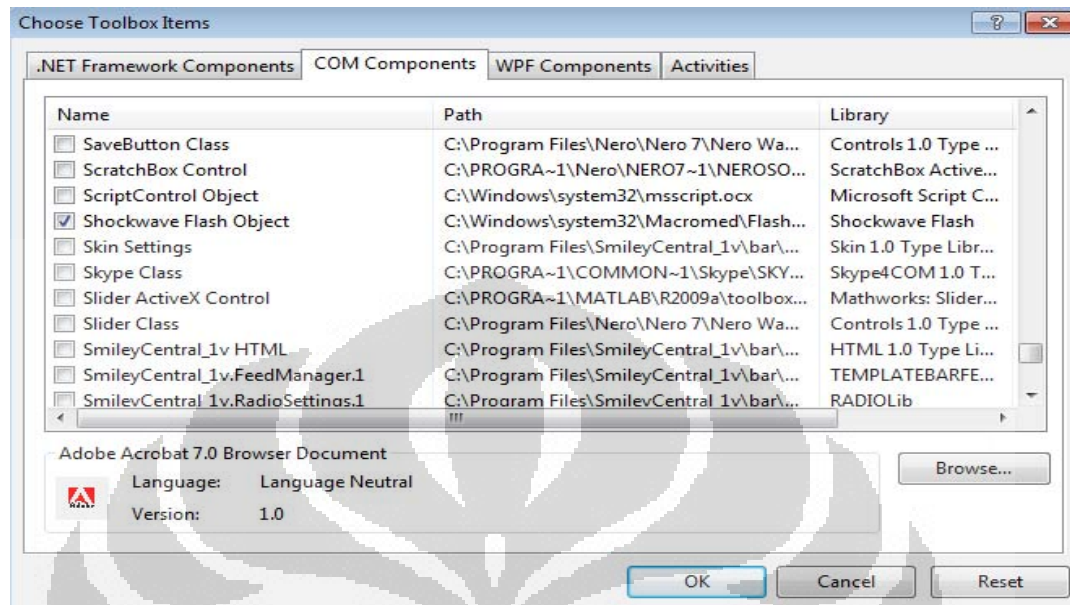 Choose Toolbox Items
.NET Framework Components COM Components WPF Components Activities
Name Path Library
SaveButton Class C:\Program Files\Nero\Nero 7\Nero Wa... Controls 1.0 Type ...
ScratchBox Control C:\PROGRA~1\Nero\NERO7~1\NEROSO... ScratchBox Active...
ScriptControl Object C:\Windows\system32\msscript.ocx Microsoft Script C...
Shockwave Flash Object C:\Windows\system32\Macromed\Flash... Shockwave Flash
Skin Settings C:\Program Files\SmileyCentral_1v\bar\... Skin 1.0 Type Libr...
Skype Class C:\PROGRA~1\COMMON~1\Skype\SKY... Skype4COM 1.0 T...
Slider ActiveX Control C:\PROGRA~1\MATLAB\R2009a\toolbox... Mathworks: Slider...
Slider Class C:\Program Files\Nero\Nero 7\Nero Wa... Controls 1.0 Type ...
SmileyCentral_1v HTML C:\Program Files\SmileyCentral_1v\bar\... HTML 1.0 Type Li...
SmileyCentral_1v.FeedManager.1 C:\Program Files\SmileyCentral_1v\bar\... TEMPLATEBARFE...
SmileyCentral_1v.RadioSettings.1 C:\Program Files\SmileyCentral_1v\bar\... RADIOLib
Adobe Acrobat 7.0 Browser Document
Browse...
Language: Language Neutral
Version: 1.0
OK Cancel Reset